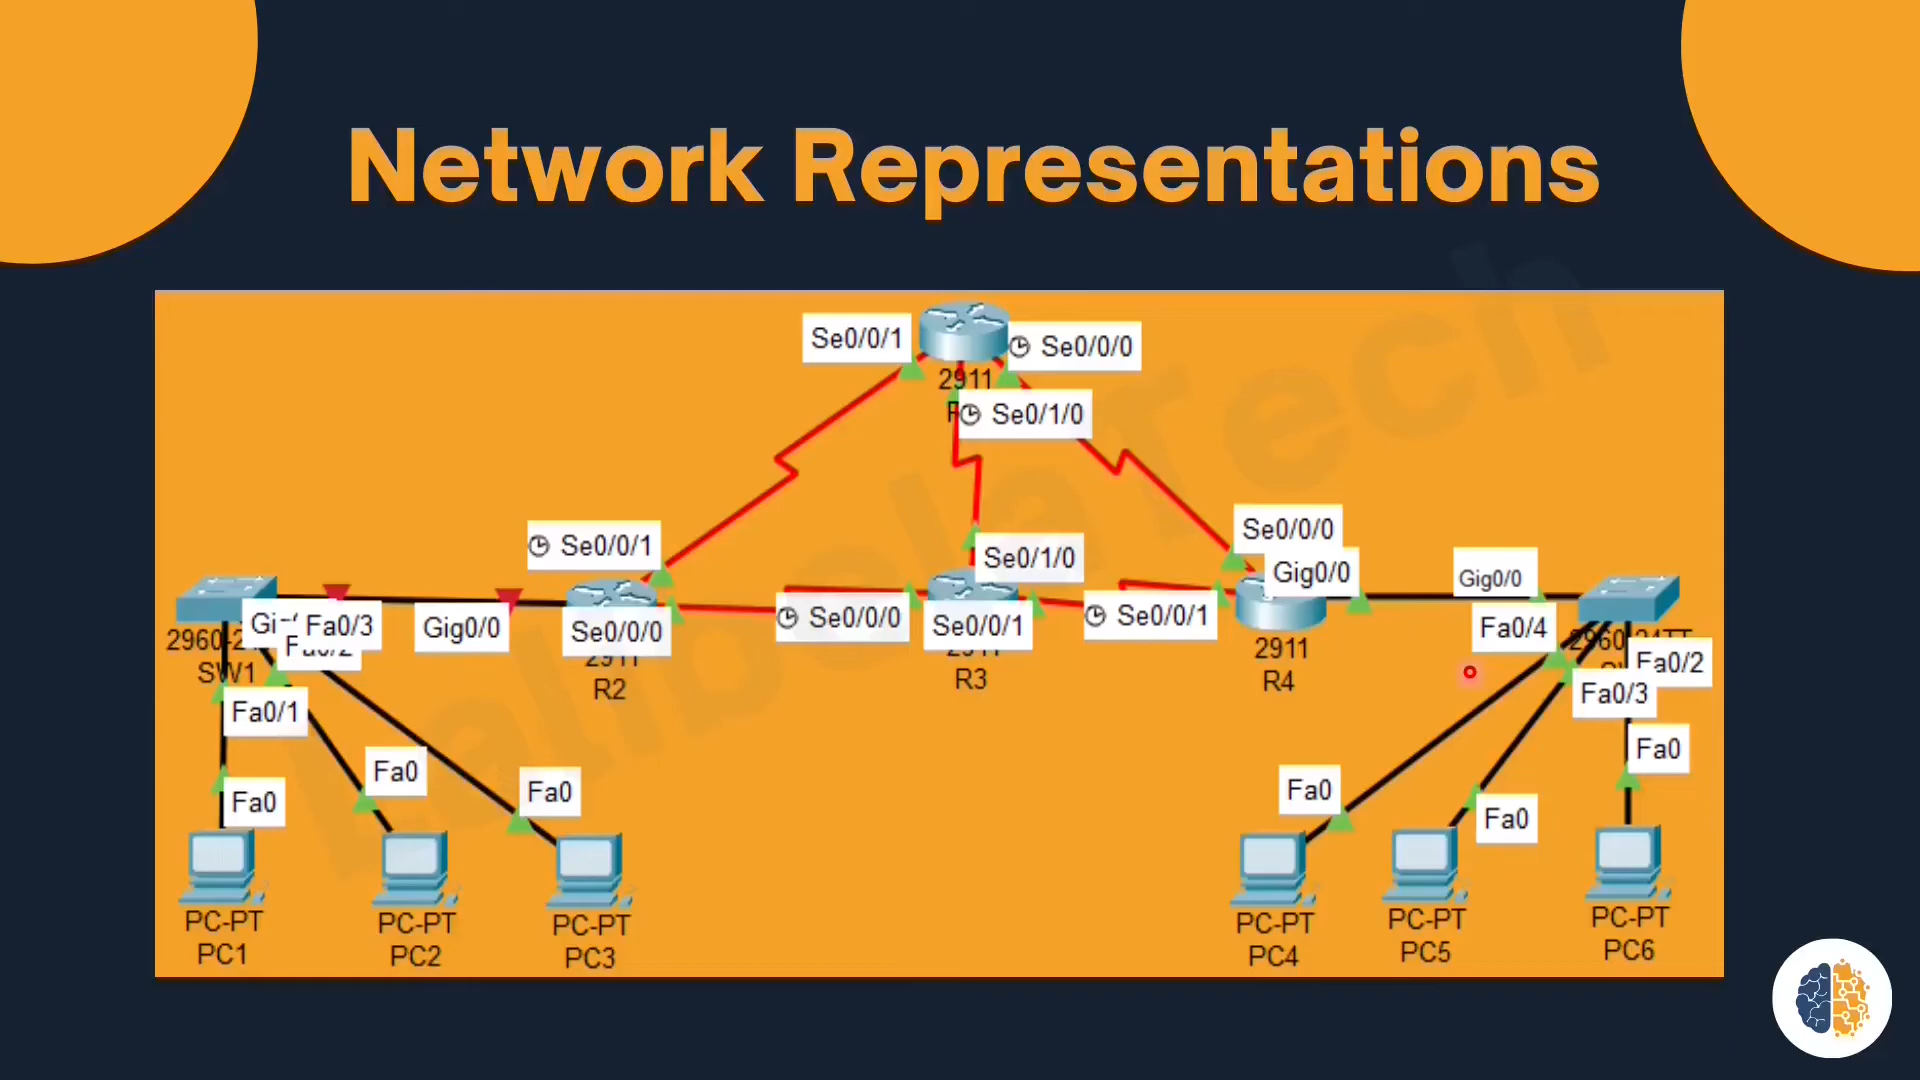 Network Representations
Se0/0/1
Se0/0/0
2911
Se0/1/0
Se0/0/1
Se0/0/0
Se0/1/0
Gig0/0
Gig0/0
Fa0/3
Gig0/0
Se0/0/0
Se0/0/0
Se0/0/1
Se0/0/1
Fa0/4
SW1
R2
R3
2911
R4
Fa0/2
Fa0/3
Fa0/1
Fa0
Fa0
Fa0
Fa0
Fa0
Fa0
PC-PT
PC1
PC-PT
PC2
PC-PT
PC3
PC-PT
PC4
PC-PT
PC5
PC-PT
PC6
LalibelaTech